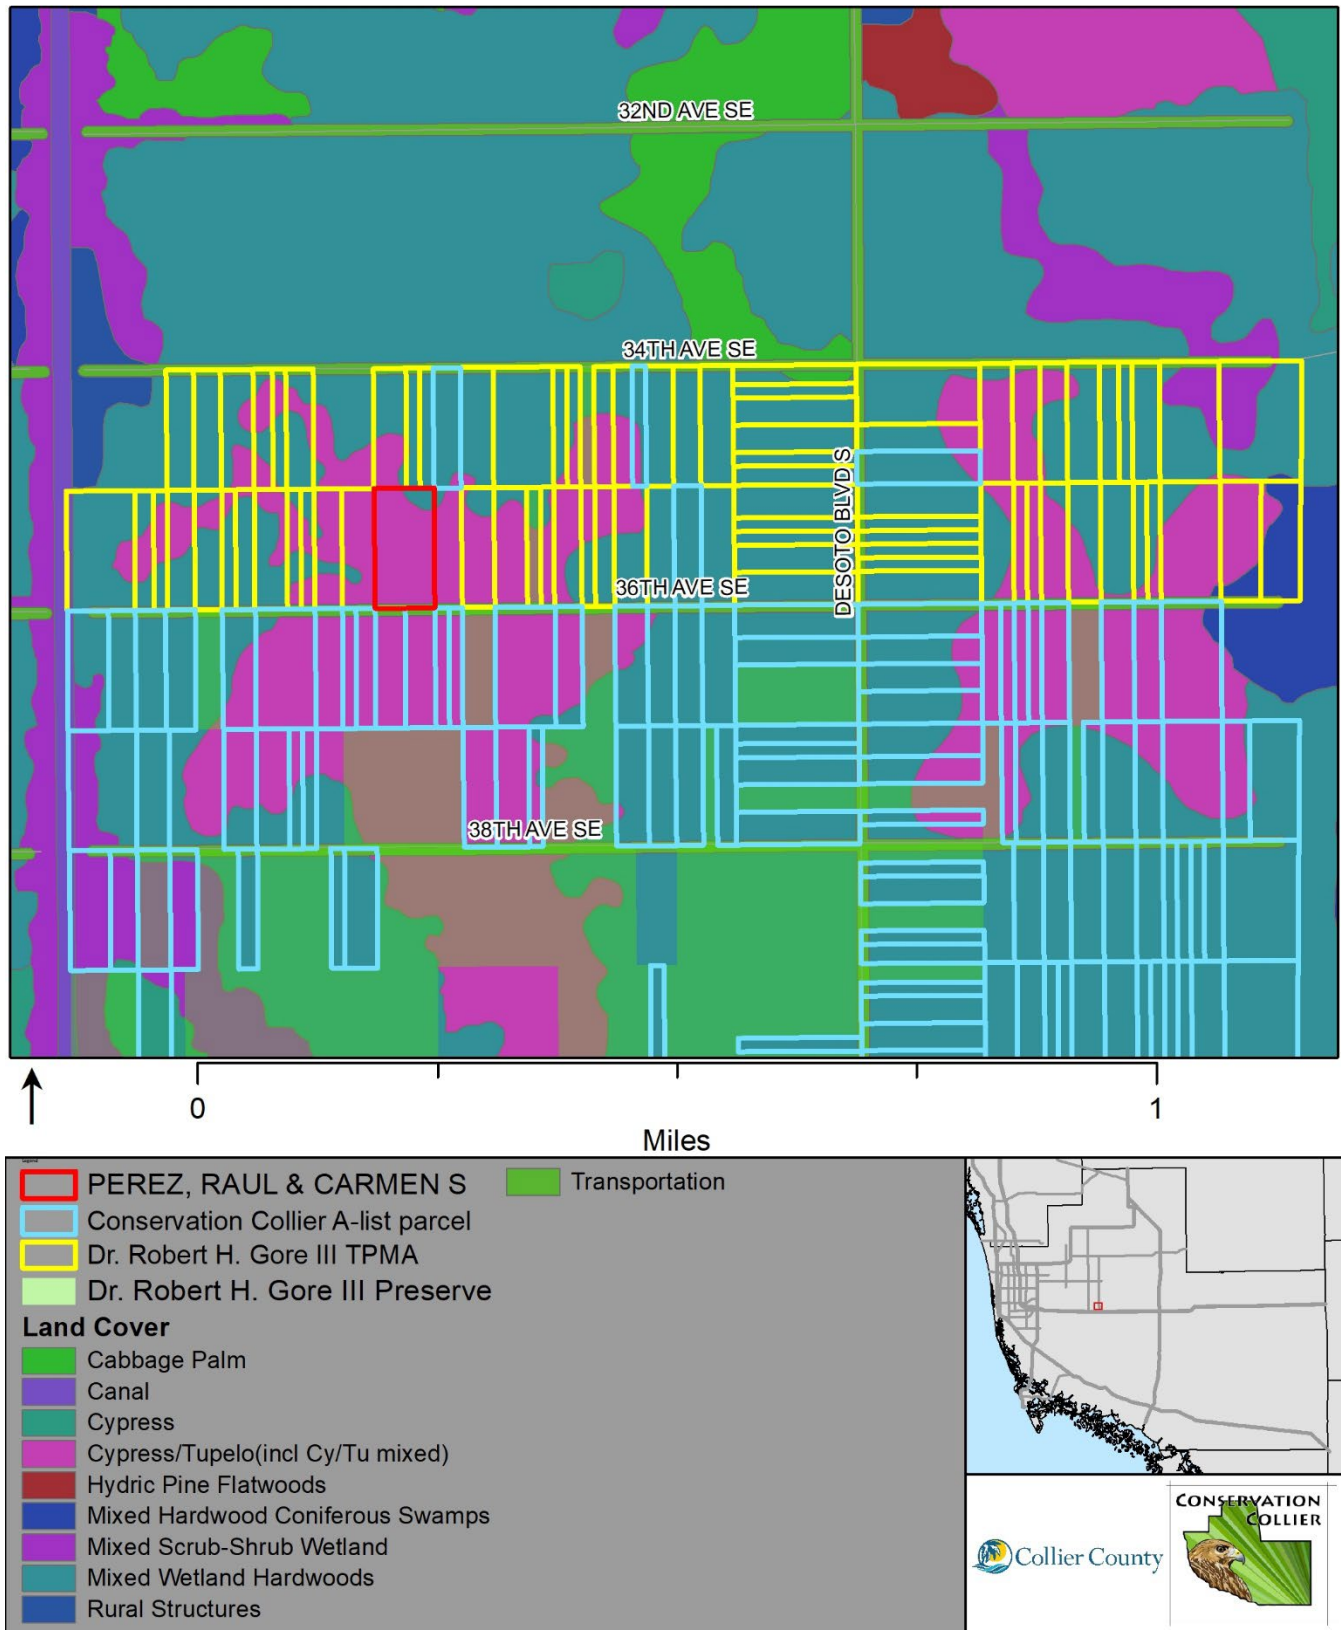 32ND AVE SE
34TH AVE SE
DESOTO BLVD S
36TH AVE SE
38TH AVE SE
0
1
Miles
Legend
PEREZ, RAUL & CARMEN S
Transportation
Conservation Collier A-list parcel
Dr. Robert H. Gore III TPMA
Dr. Robert H. Gore III Preserve
Land Cover
Cabbage Palm
Canal
Cypress
Cypress/Tupelo(incl Cy/Tu mixed)
Hydric Pine Flatwoods
Mixed Hardwood Coniferous Swamps
Mixed Scrub-Shrub Wetland
Mixed Wetland Hardwoods
Rural Structures
Collier County
CONSERVATION
COLLIER